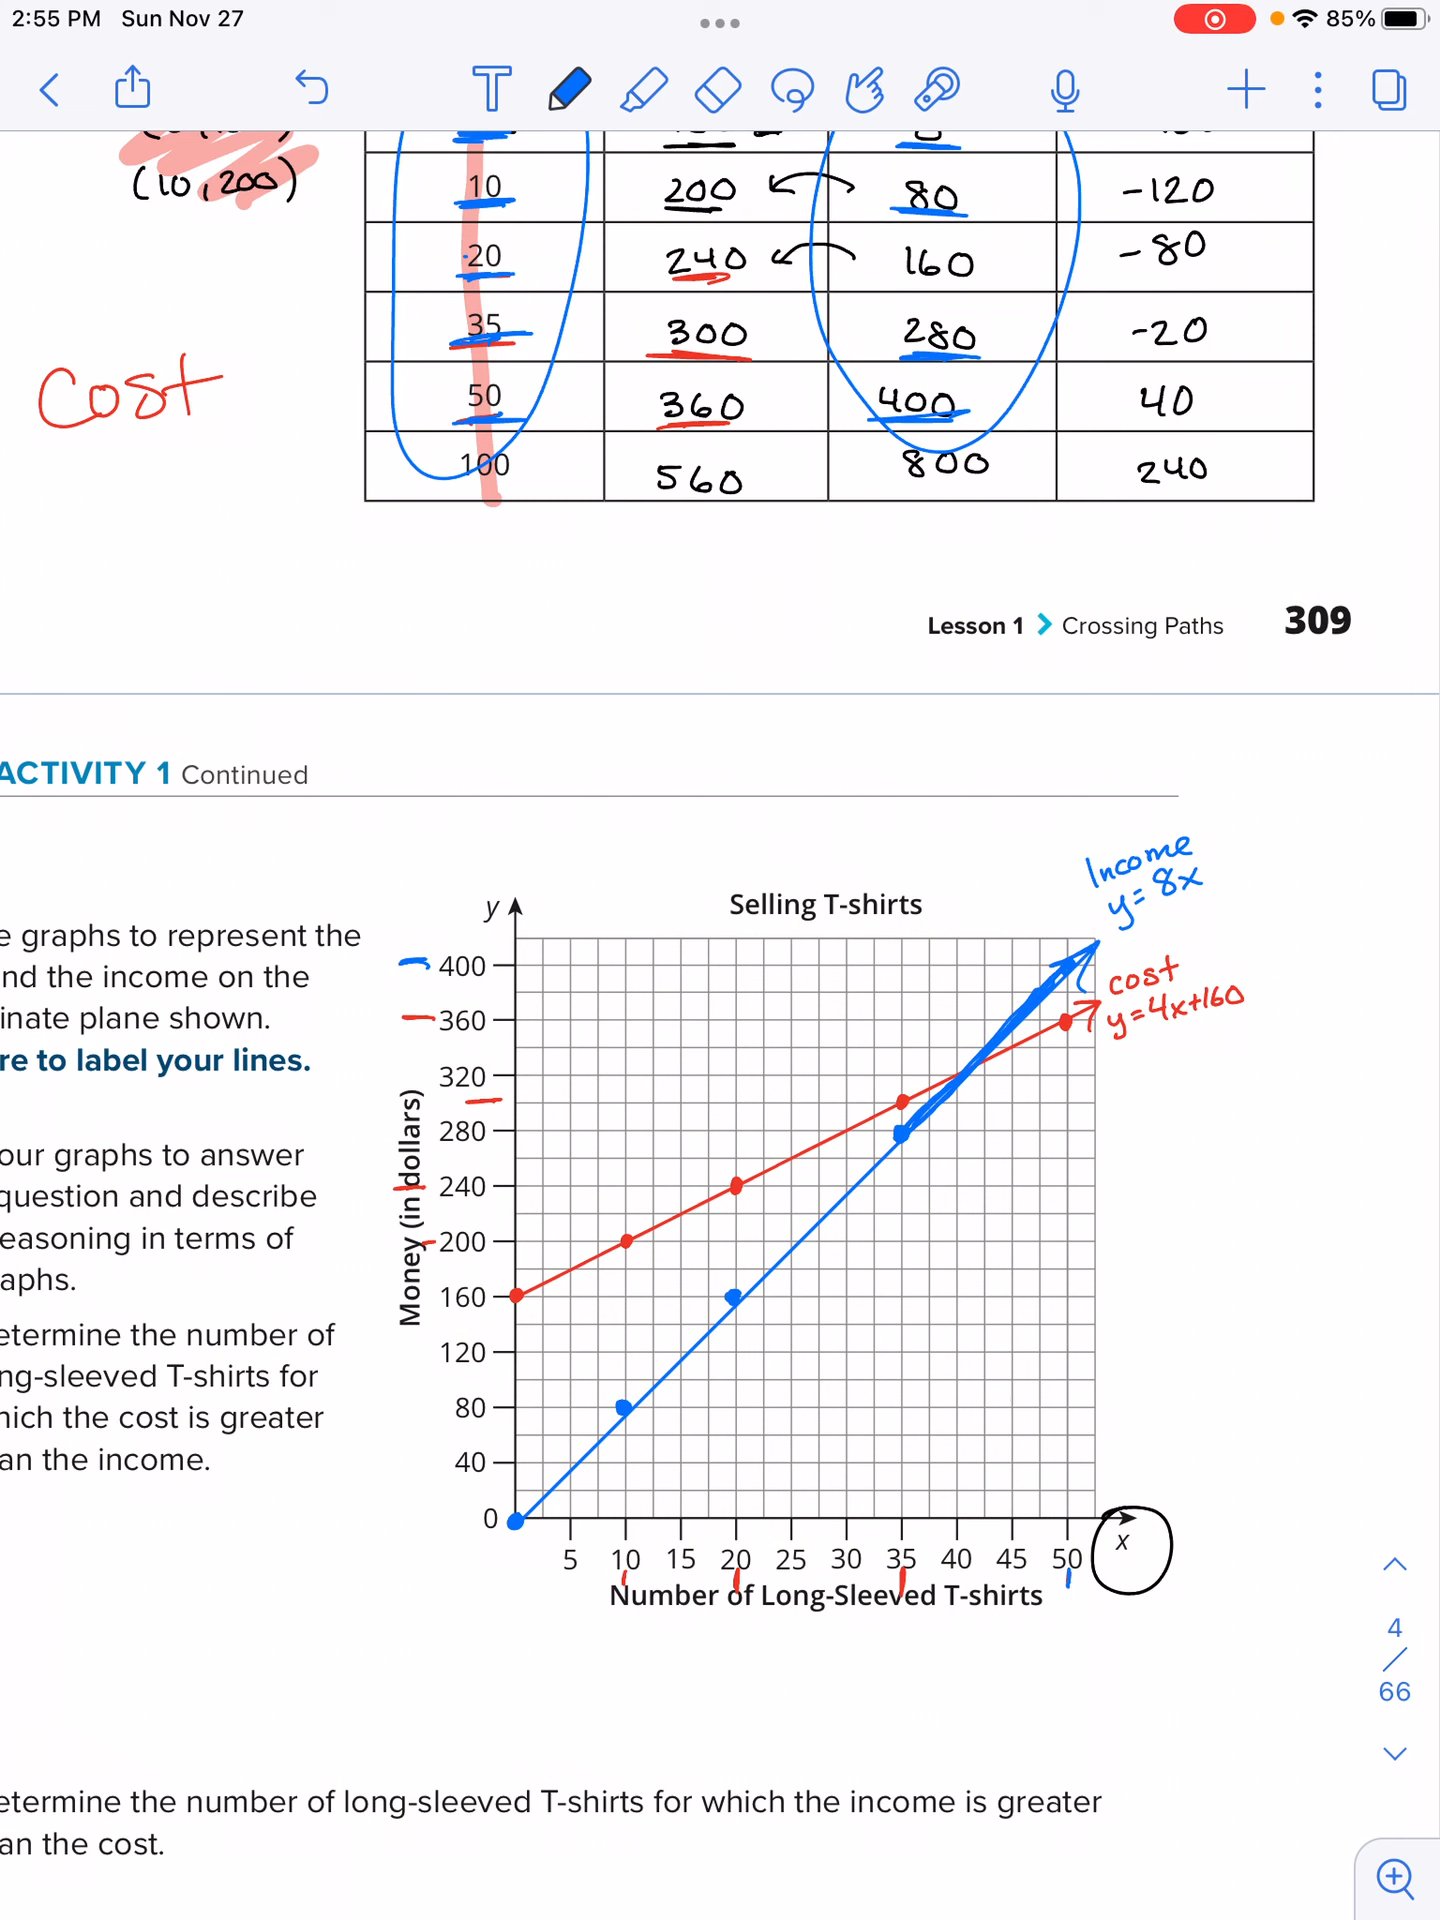 2:55 PM Sun Nov 27
85%
T
(10,200)
10 200 80 -120
20 240 160 -80
35 300 280 -20
50 360 400 40
100 560 800 240
Cost
Lesson 1 Crossing Paths 309
ACTIVITY 1 Continued
e graphs to represent the
nd the income on the
inate plane shown.
re to label your lines.
our graphs to answer
question and describe
easoning in terms of
aphs.
etermine the number of
ng-sleeved T-shirts for
hich the cost is greater
an the income.
Selling T-shirts
Income
y=8x
cost
y=4x+160
y
400
360
320
280
240
200
160
120
80
40
0
Money (in dollars)
5 10 15 20 25 30 35 40 45 50 x
Number of Long-Sleeved T-shirts
4
/
66
etermine the number of long-sleeved T-shirts for which the income is greater
an the cost.